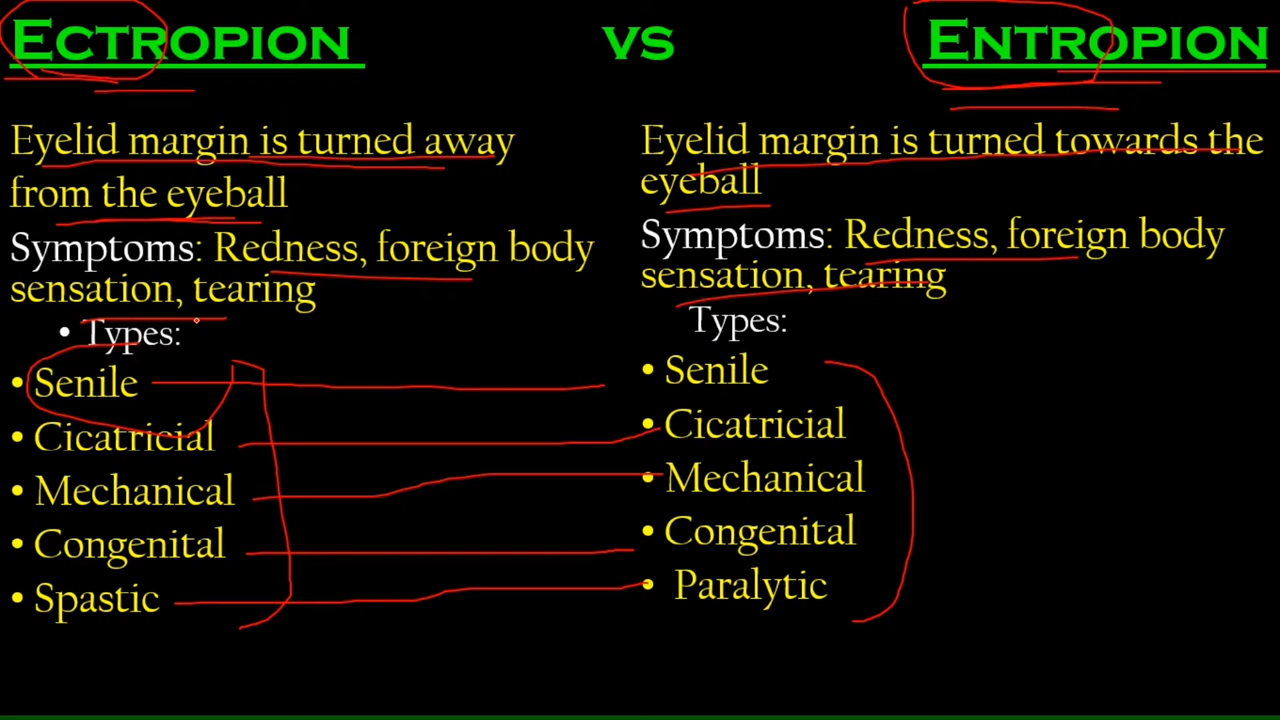 ECTROPION VS ENTROPION
Eyelid margin is turned away
from the eyeball
Symptoms: Redness, foreign body
sensation, tearing
• Types:
• Senile
• Cicatricial
• Mechanical
• Congenital
• Spastic
Eyelid margin is turned towards the
eyeball
Symptoms: Redness, foreign body
sensation, tearing
Types:
• Senile
• Cicatricial
• Mechanical
• Congenital
• Paralytic